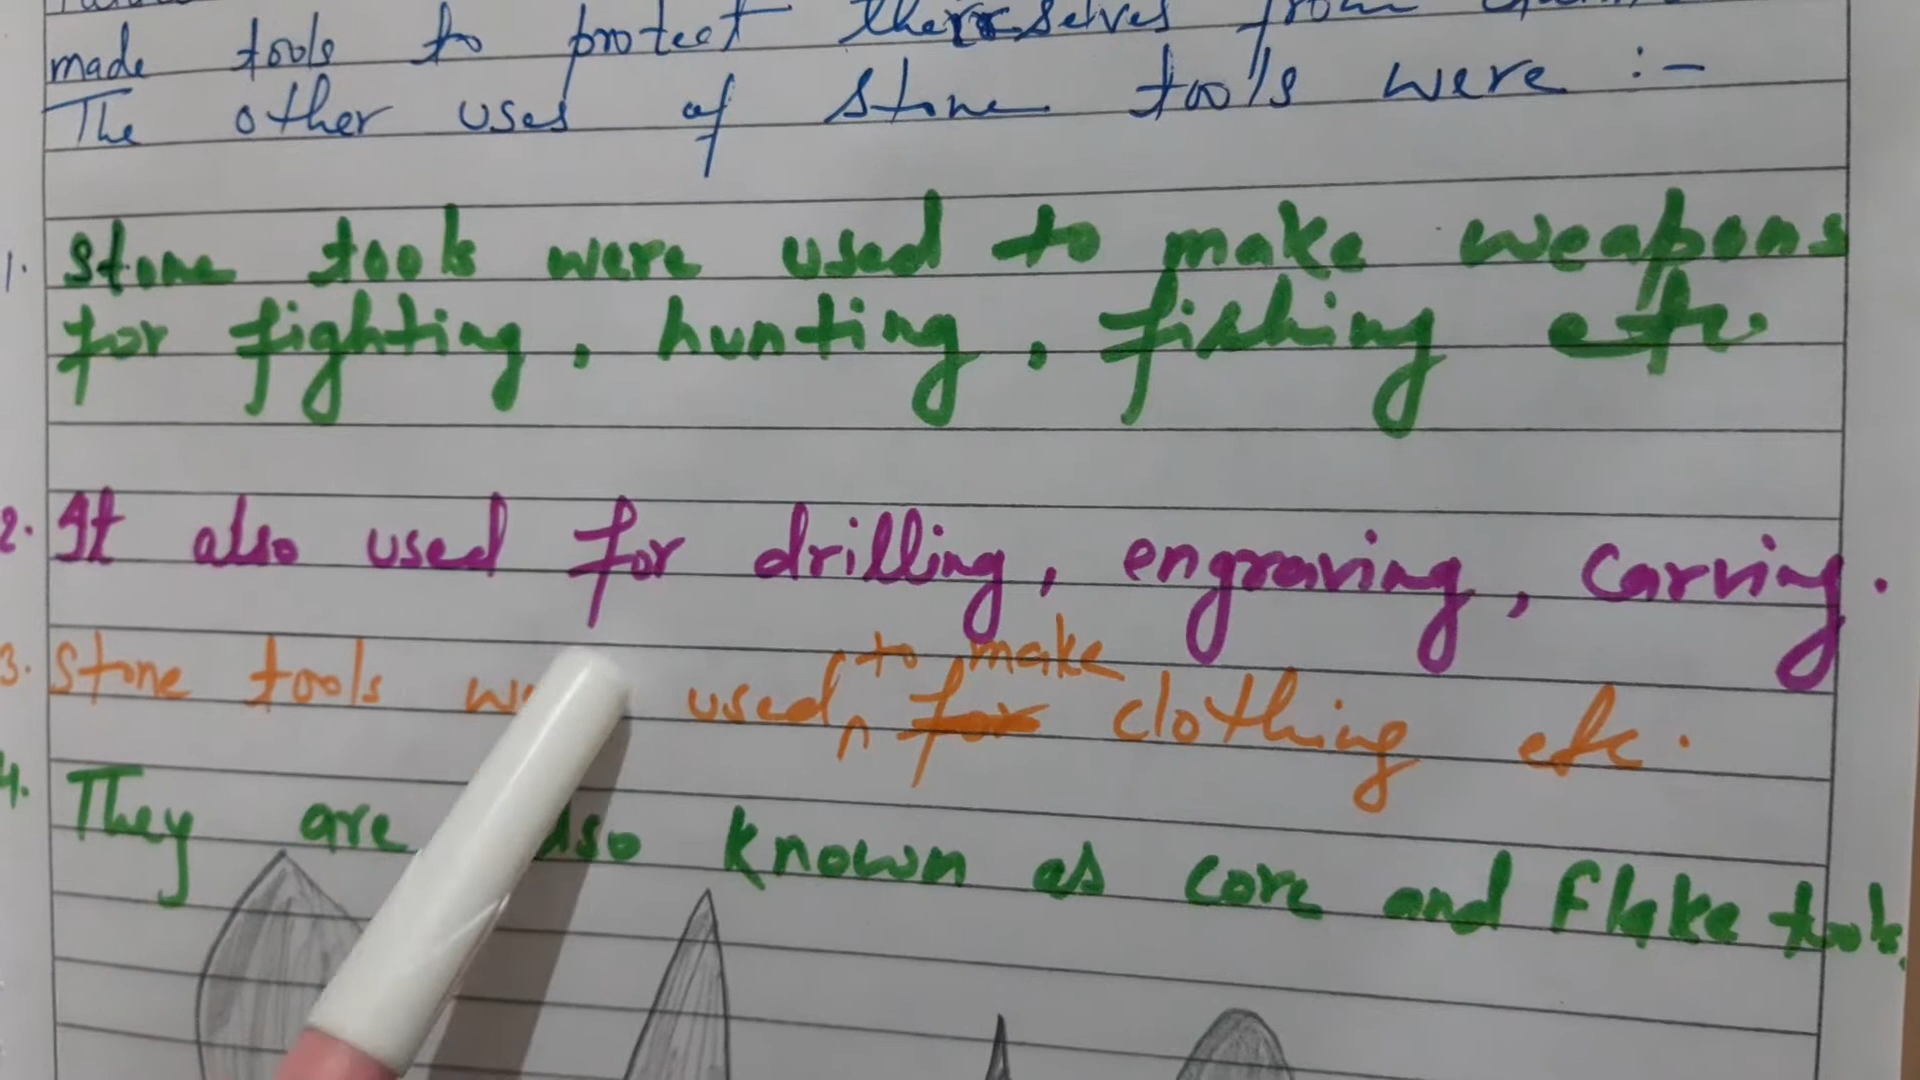 made tools to protect themselves from
The other uses of stone tools were :-
1. Stone tools were used to make weapons
for fighting, hunting, fishing etc.
2. It also used for drilling, engraving, carving.
3. Stone tools used to make for clothing etc.
4. They are also known as core and Flake tools.